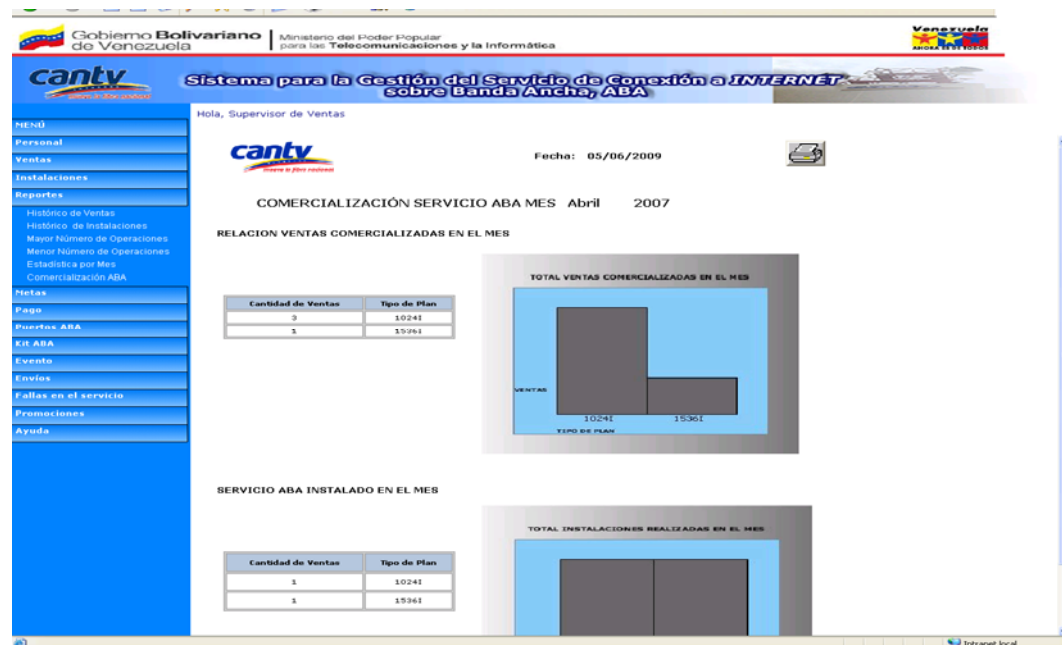 Gobierno Bolivariano
de Venezuela
Ministerio del Poder Popular
para las Telecomunicaciones y la Informática
Venezuela
AHORA ES DE TODOS
cantv
Sistema para la Gestión del Servicio de Conexión a INTERNET
sobre Banda Ancha, ABA
Hola, Supervisor de Ventas
MENÚ
Personal
Ventas
Instalaciones
Reportes
Histórico de Ventas
Histórico de Instalaciones
Mayor Número de Operaciones
Menor Número de Operaciones
Estadística por Mes
Comercialización ABA
Metas
Pago
Puertos ABA
Kit ABA
Evento
Envíos
Fallas en el servicio
Promociones
Ayuda
cantv
Fecha: 05/06/2009
COMERCIALIZACIÓN SERVICIO ABA MES Abril 2007
RELACION VENTAS COMERCIALIZADAS EN EL MES
Cantidad de Ventas Tipo de Plan
3 1024I
1 1536I
TOTAL VENTAS COMERCIALIZADAS EN EL MES
VENTAS
1024I 1536I
TIPO DE PLAN
SERVICIO ABA INSTALADO EN EL MES
Cantidad de Ventas Tipo de Plan
1 1024I
1 1536I
TOTAL INSTALACIONES REALIZADAS EN EL MES
Intranet local